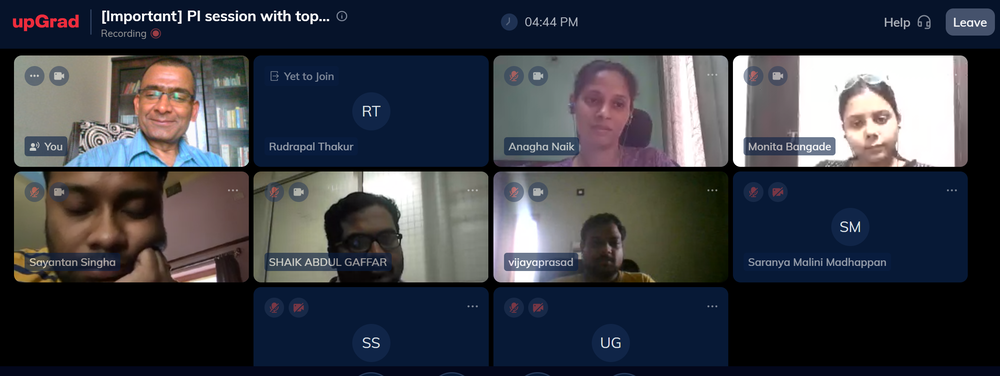 upGrad
[Important] PI session with top...
Recording
04:44 PM
Help
Leave
You
Yet to Join
RT
Rudrapal Thakur
Anagha Naik
Monita Bangade
Sayantan Singha
SHAIK ABDUL GAFFAR
vijayaprasad
SM
Saranya Malini Madhappan
SS
UG